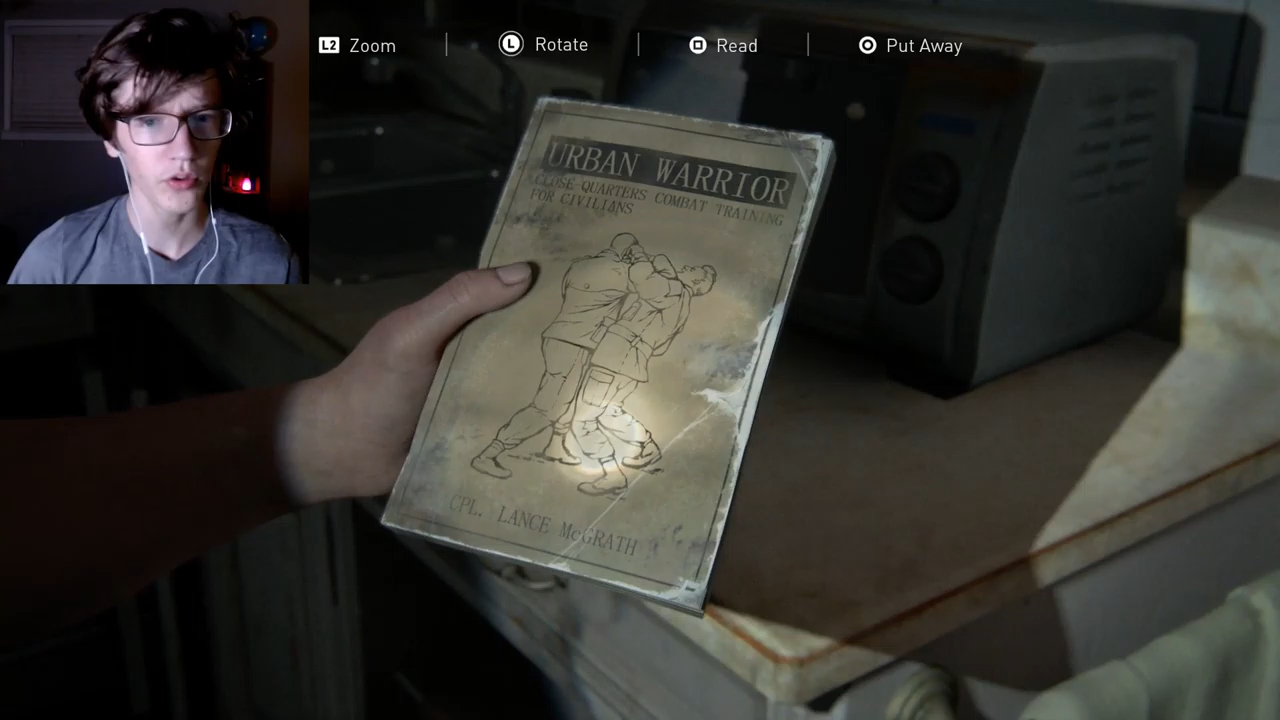 L2 Zoom | L Rotate | Read | Put Away
URBAN WARRIOR
CLOSE QUARTERS COMBAT TRAINING
FOR CIVILIANS
CPL. LANCE McGRATH